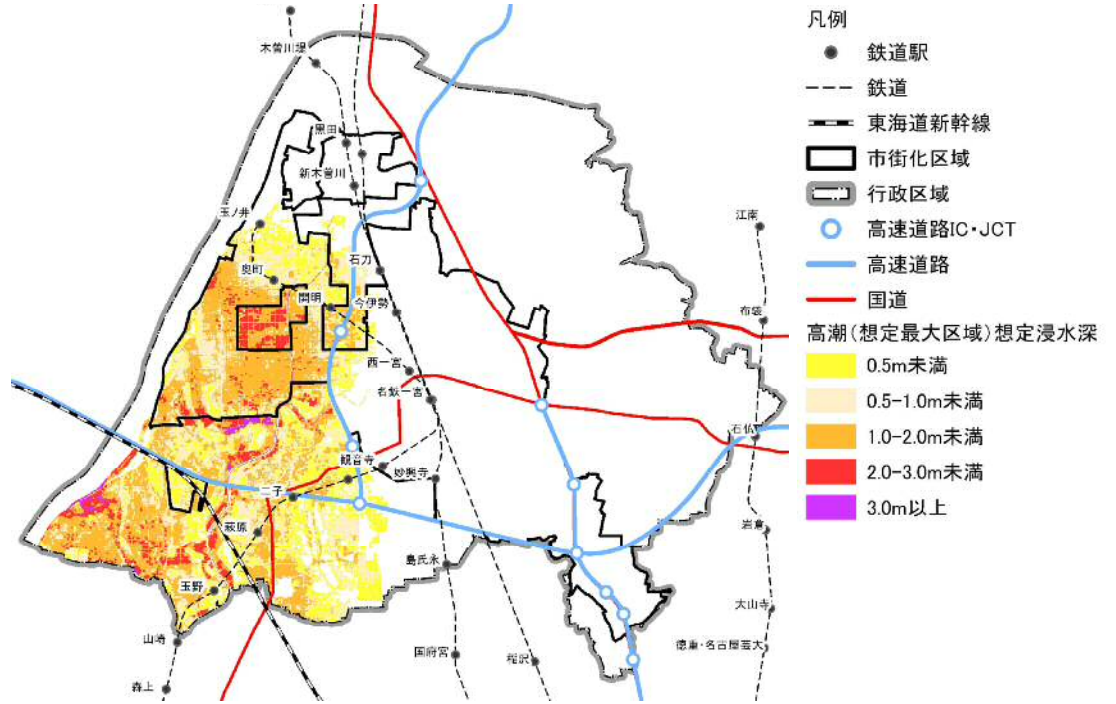 木曽川堤
黒田
新木曽川
玉ノ井
石刀
奥町
開明
今伊勢
西一宮
名鉄一宮
観音寺
妙興寺
二子
萩原
島氏永
玉野
山崎
森上
国府宮
稲沢
江南
布袋
石仏
岩倉
大山寺
徳重・名古屋芸大
凡例
鉄道駅
鉄道
東海道新幹線
市街化区域
行政区域
高速道路IC・JCT
高速道路
国道
高潮(想定最大区域)想定浸水深
0.5m未満
0.5-1.0m未満
1.0-2.0m未満
2.0-3.0m未満
3.0m以上